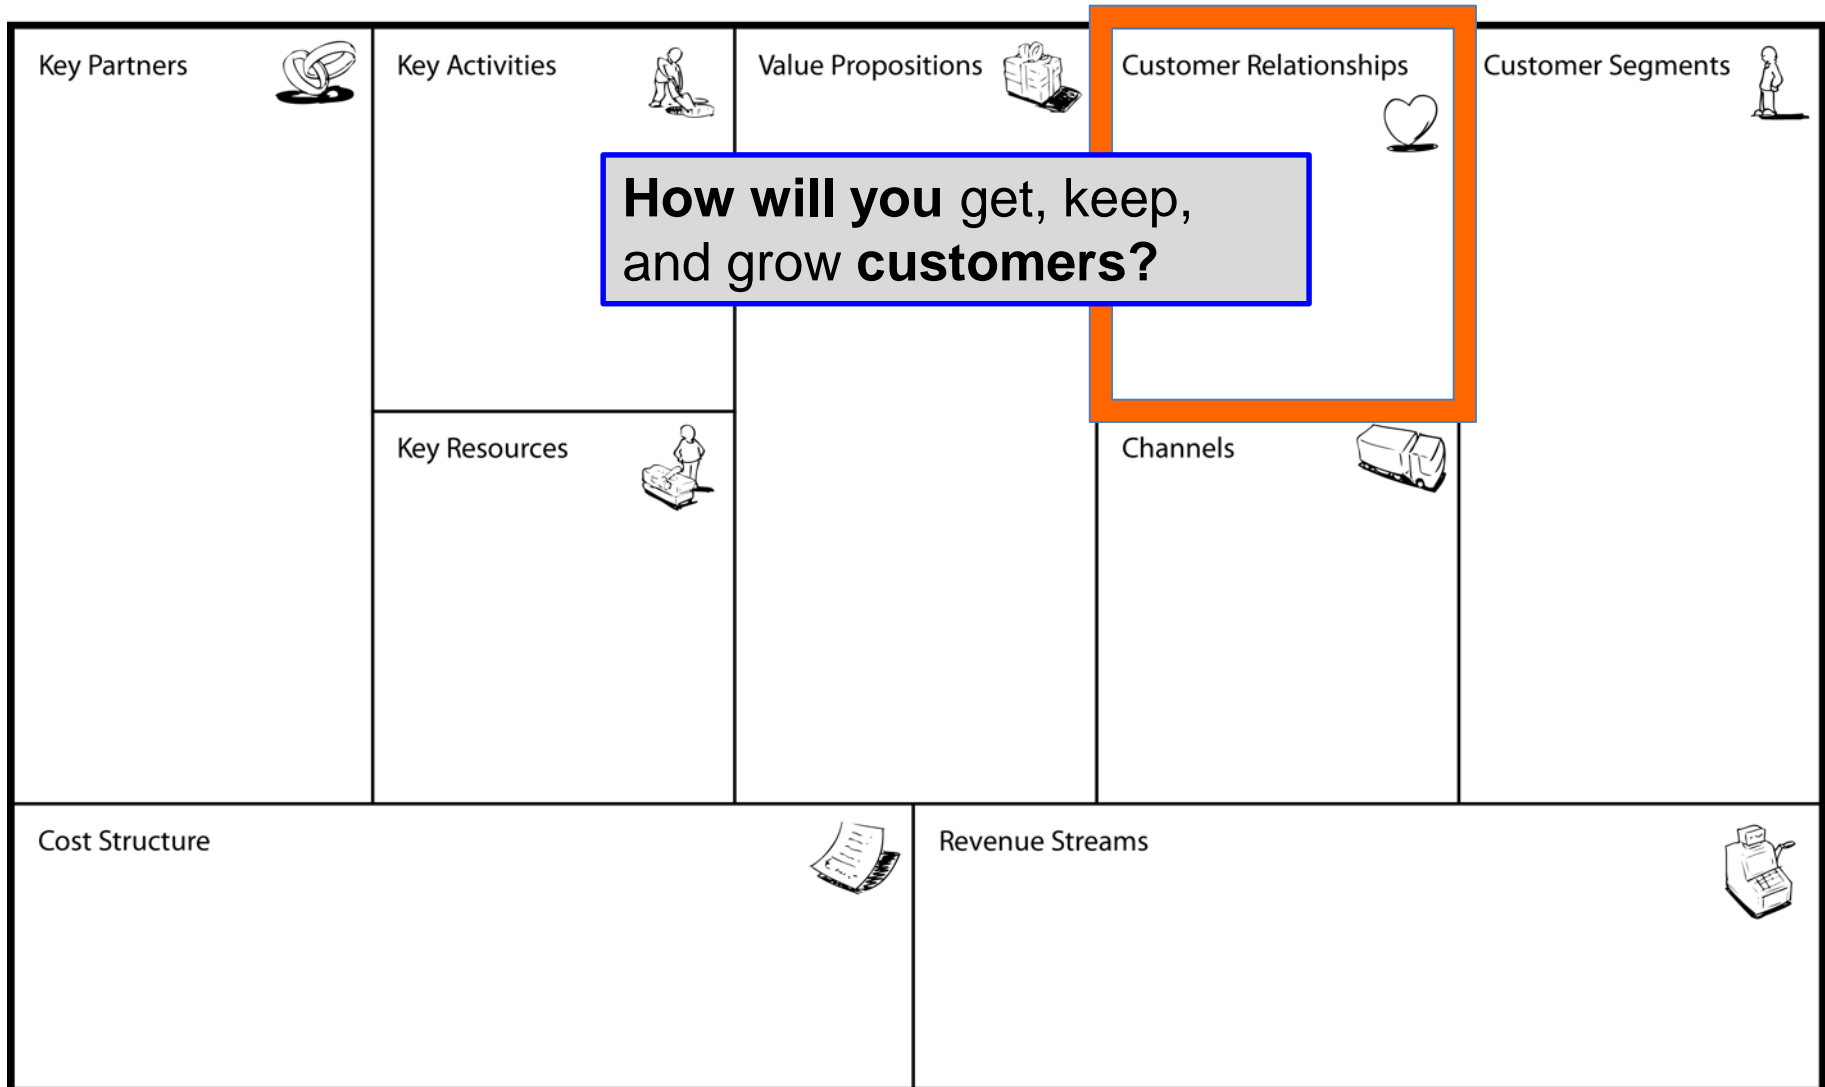 Key Partners
Key Activities
Value Propositions
Customer Relationships
Customer Segments
How will you get, keep,
and grow customers?
Key Resources
Channels
Cost Structure
Revenue Streams